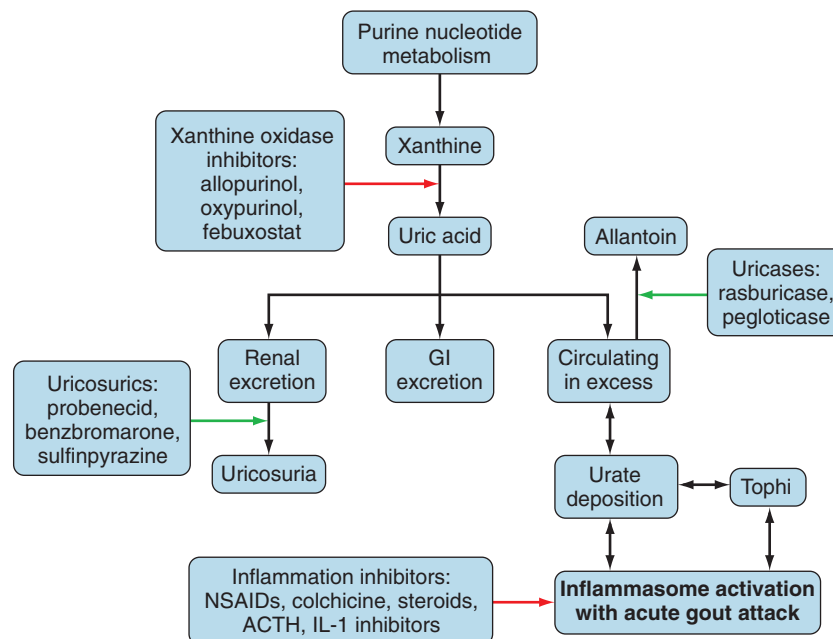 Purine nucleotide
metabolism
Xanthine oxidase
inhibitors:
allopurinol,
oxypurinol,
febuxostat
Xanthine
Uric acid
Allantoin
Uricases:
rasburicase,
pegloticase
Renal
excretion
GI
excretion
Circulating
in excess
Uricosurics:
probenecid,
benzbromarone,
sulfinpyrazine
Uricosuria
Urate
deposition
Tophi
Inflammation inhibitors:
NSAIDs, colchicine, steroids,
ACTH, IL-1 inhibitors
Inflammasome activation
with acute gout attack